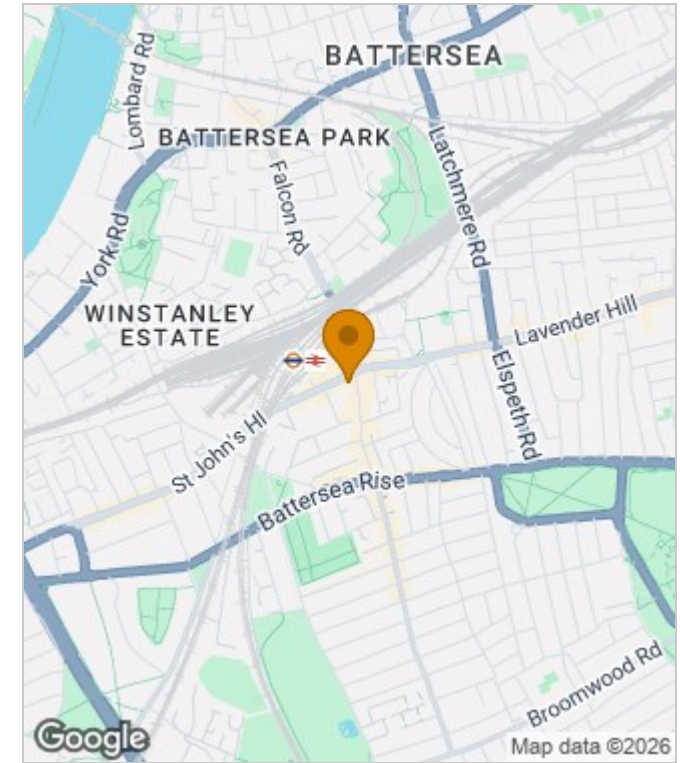 BATTERSEA
Lombard Rd
BATTERSEA PARK
Latchmere Rd
Falcon Rd
York Rd
WINSTANLEY
ESTATE
Lavender Hill
Elspeth Rd
St John's Hl
Battersea Rise
Broomwood Rd
Google
Map data ©2026